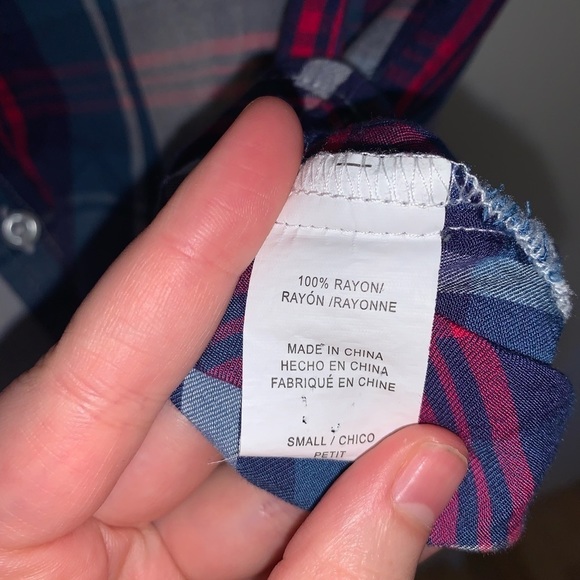 100% RAYON/
RAYÓN /RAYONNE
MADE IN CHINA
HECHO EN CHINA
FABRIQUÉ EN CHINE
SMALL / CHICO
PETIT